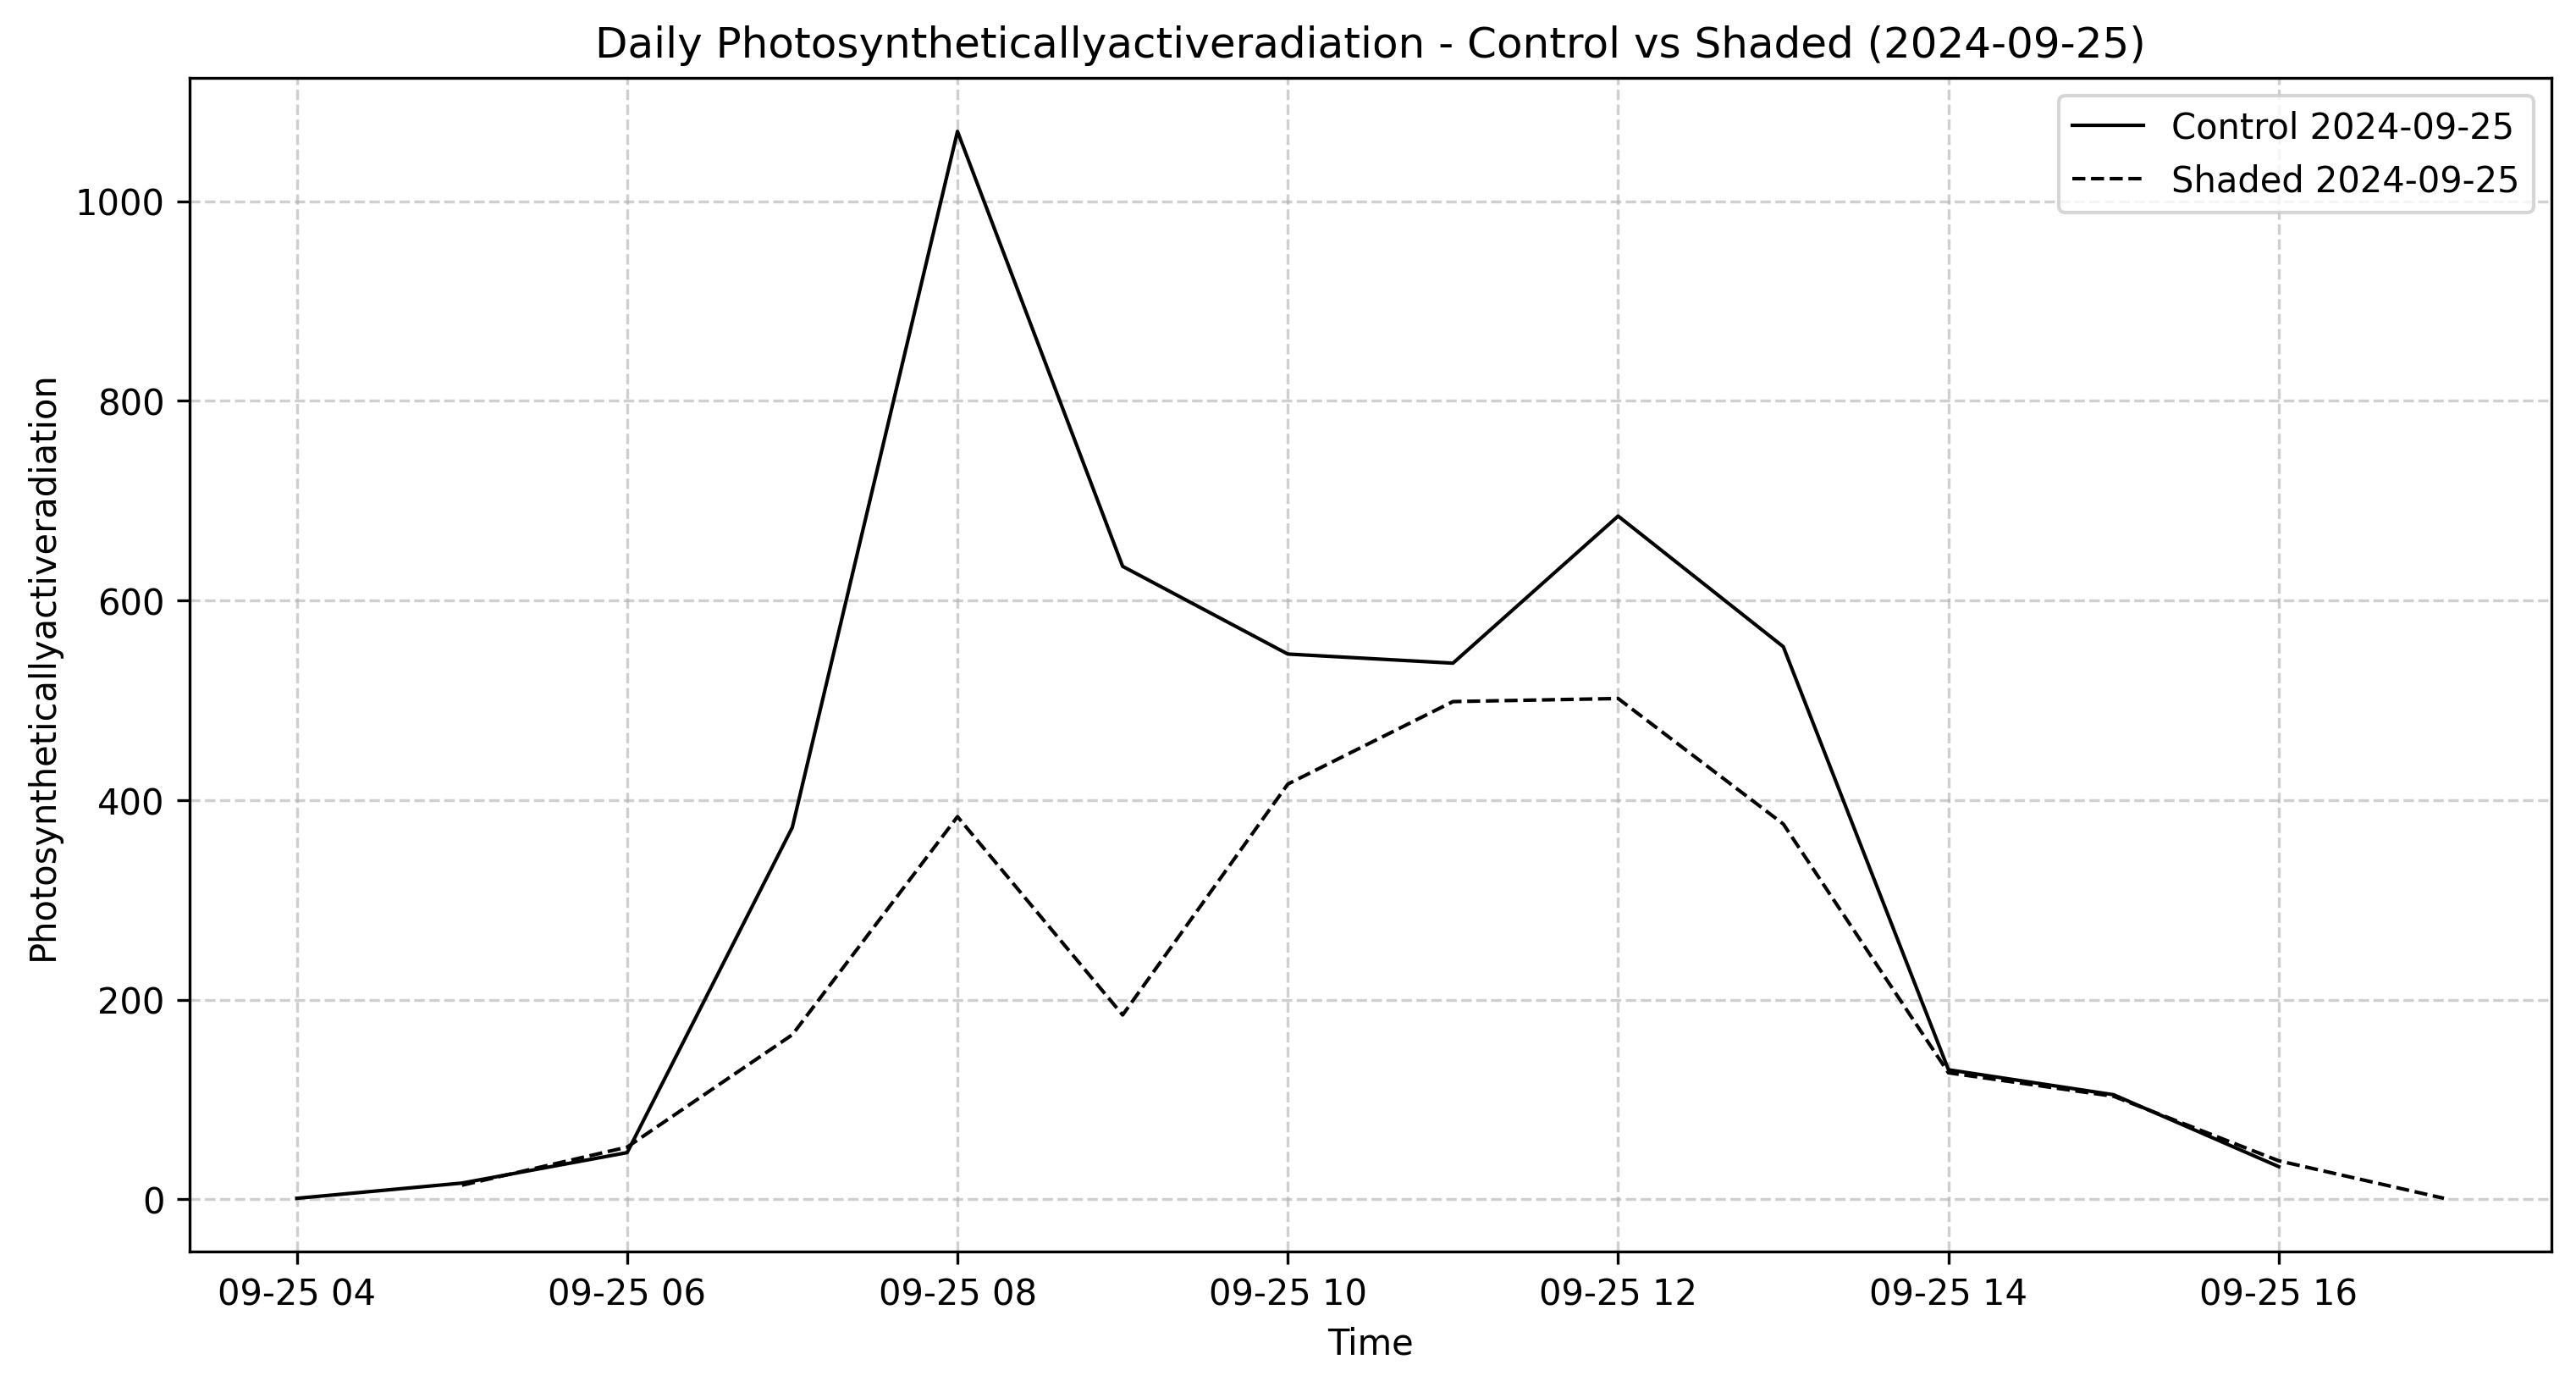 Daily Photosyntheticallyactiveradiation - Control vs Shaded (2024-09-25)
Control 2024-09-25
Shaded 2024-09-25
Photosyntheticallyactiveradiation
1000
800
600
400
200
0
09-25 04
09-25 06
09-25 08
09-25 10
09-25 12
09-25 14
09-25 16
Time